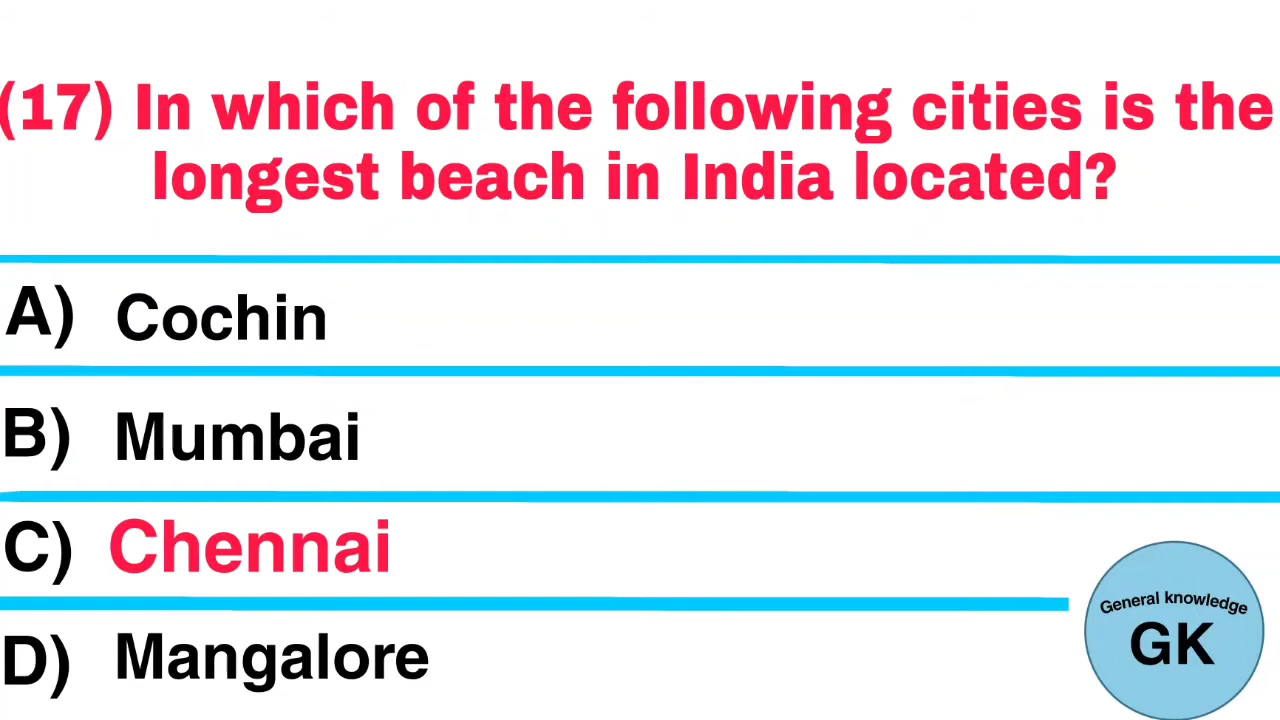 (17) In which of the following cities is the
longest beach in India located?
A) Cochin
B) Mumbai
C) Chennai
D) Mangalore
General knowledge
GK